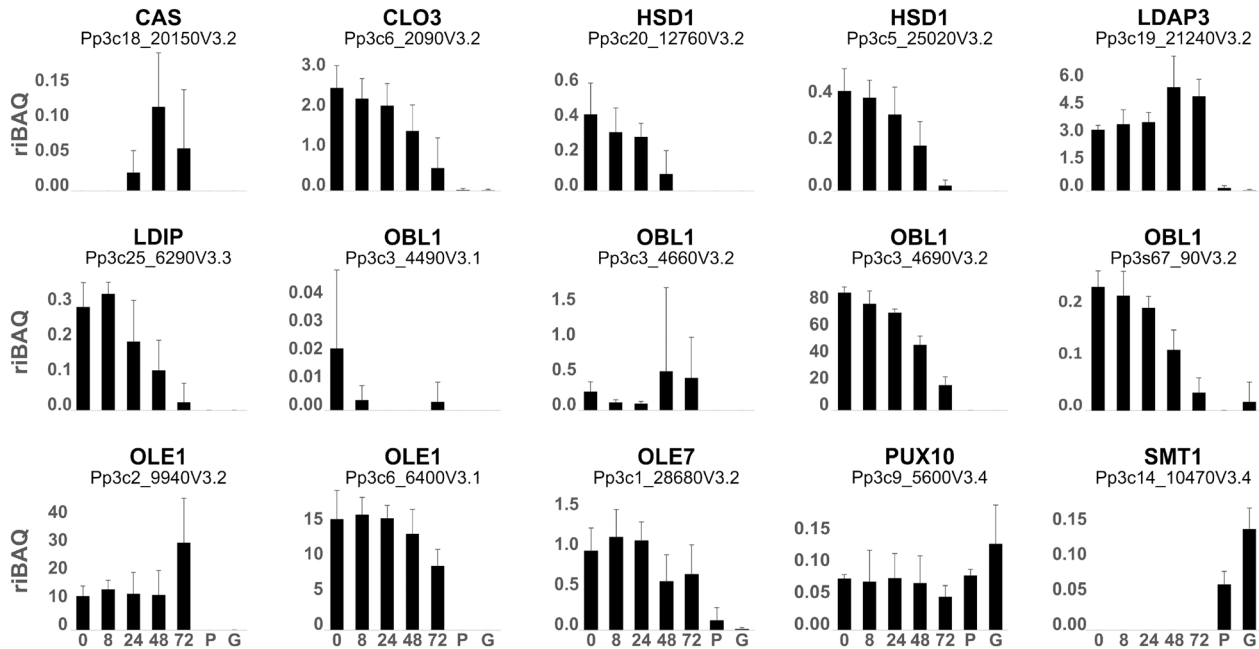 CAS CLO3 HSD1 HSD1 LDAP3
Pp3c18_20150V3.2 Pp3c6_2090V3.2 Pp3c20_12760V3.2 Pp3c5_25020V3.2 Pp3c19_21240V3.2
riBAQ
0.15 0.10 0.05 0.00
3.0 2.0 1.0 0.0
0.6 0.4 0.2 0.0
0.4 0.2 0.0
6.0 4.5 3.0 1.5 0.0
LDIP OBL1 OBL1 OBL1 OBL1
Pp3c25_6290V3.3 Pp3c3_4490V3.1 Pp3c3_4660V3.2 Pp3c3_4690V3.2 Pp3s67_90V3.2
riBAQ
0.3 0.2 0.1 0.0
0.04 0.03 0.02 0.01 0.00
1.5 1.0 0.5 0.0
80 60 40 20 0
0.2 0.1 0.0
OLE1 OLE1 OLE7 PUX10 SMT1
Pp3c2_9940V3.2 Pp3c6_6400V3.1 Pp3c1_28680V3.2 Pp3c9_5600V3.4 Pp3c14_10470V3.4
riBAQ
40 30 20 10 0
15 10 5 0
1.5 1.0 0.5 0.0
0.15 0.10 0.05 0.00
0.15 0.10 0.05 0.00
0 8 24 48 72 P G 0 8 24 48 72 P G 0 8 24 48 72 P G 0 8 24 48 72 P G 0 8 24 48 72 P G